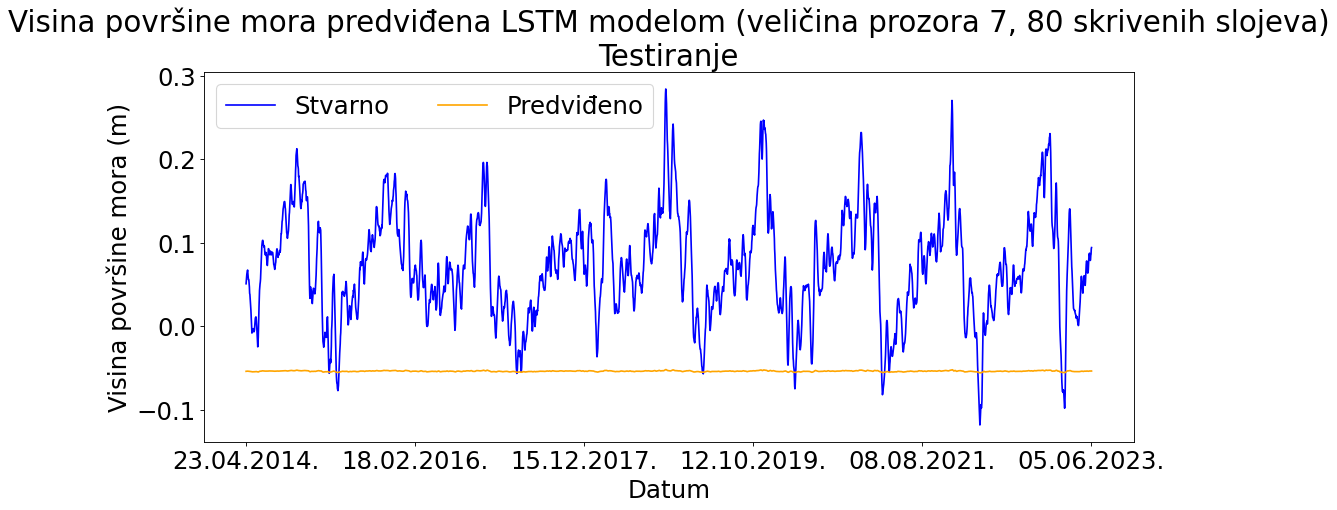 Visina površine mora predviđena LSTM modelom (veličina prozora 7, 80 skrivenih slojeva)
Testiranje
Stvarno
Predviđeno
Visina površine mora (m)
0.3
0.2
0.1
0.0
−0.1
23.04.2014.
18.02.2016.
15.12.2017.
12.10.2019.
08.08.2021.
05.06.2023.
Datum